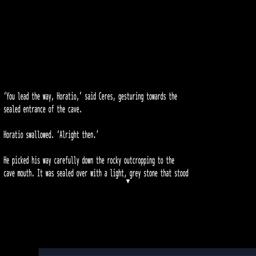 ‘You lead the way, Horatio,’ said Ceres, gesturing towards the
sealed entrance of the cave.
Horatio swallowed. ‘Alright then.’
He picked his way carefully down the rocky outcropping to the
cave mouth. It was sealed over with a light, grey stone that stood